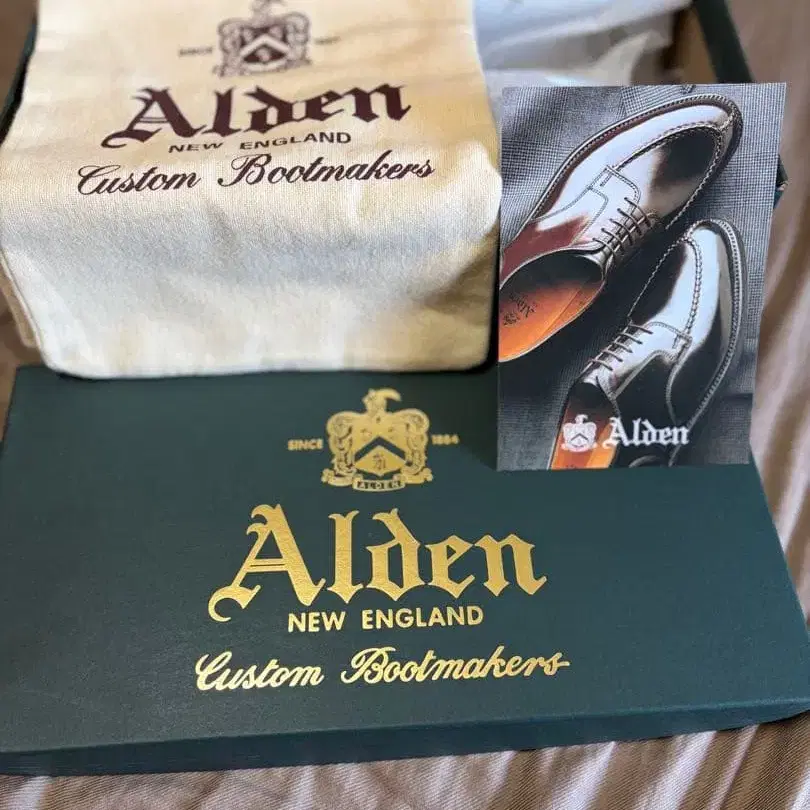 SINCE
Alden
NEW ENGLAND
Custom Bootmakers
Alden
SINCE 1884
ALDEN
Alden
NEW ENGLAND
Custom Bootmakers